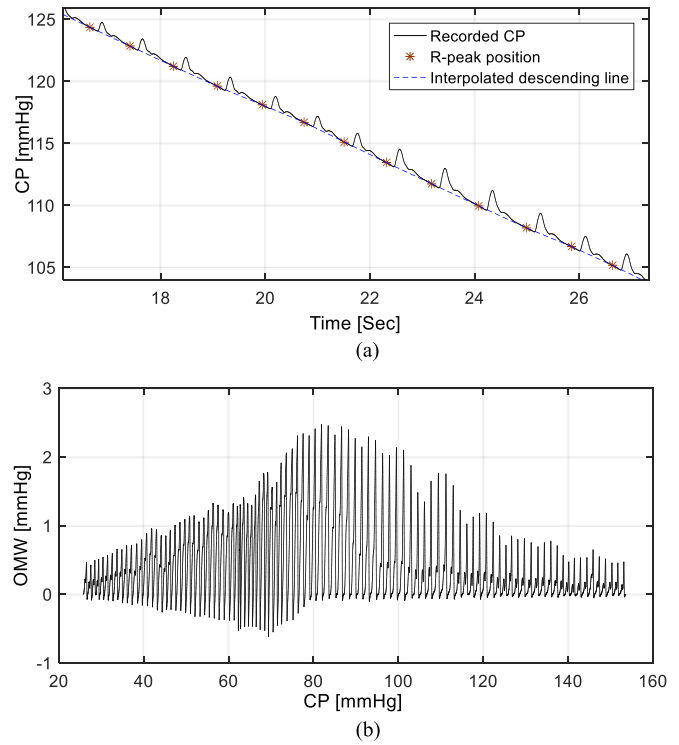 125
120
115
110
105
CP [mmHg]
Recorded CP
R-peak position
Interpolated descending line
18 20 22 24 26
Time [Sec]
(a)
3
2
1
0
-1
OMW [mmHg]
20 40 60 80 100 120 140 160
CP [mmHg]
(b)